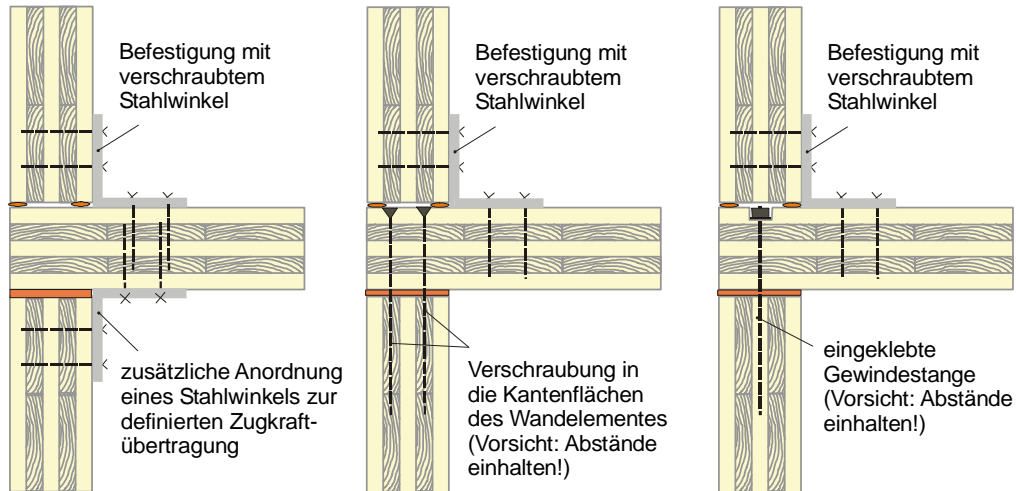 Befestigung mit
verschraubtem
Stahlwinkel
zusätzliche Anordnung
eines Stahlwinkels zur
definierten Zugkraft-
übertragung
Befestigung mit
verschraubtem
Stahlwinkel
Verschraubung in
die Kantenflächen
des Wandelementes
(Vorsicht: Abstände
einhalten!)
Befestigung mit
verschraubtem
Stahlwinkel
eingeklebte
Gewindestange
(Vorsicht: Abstände
einhalten!)